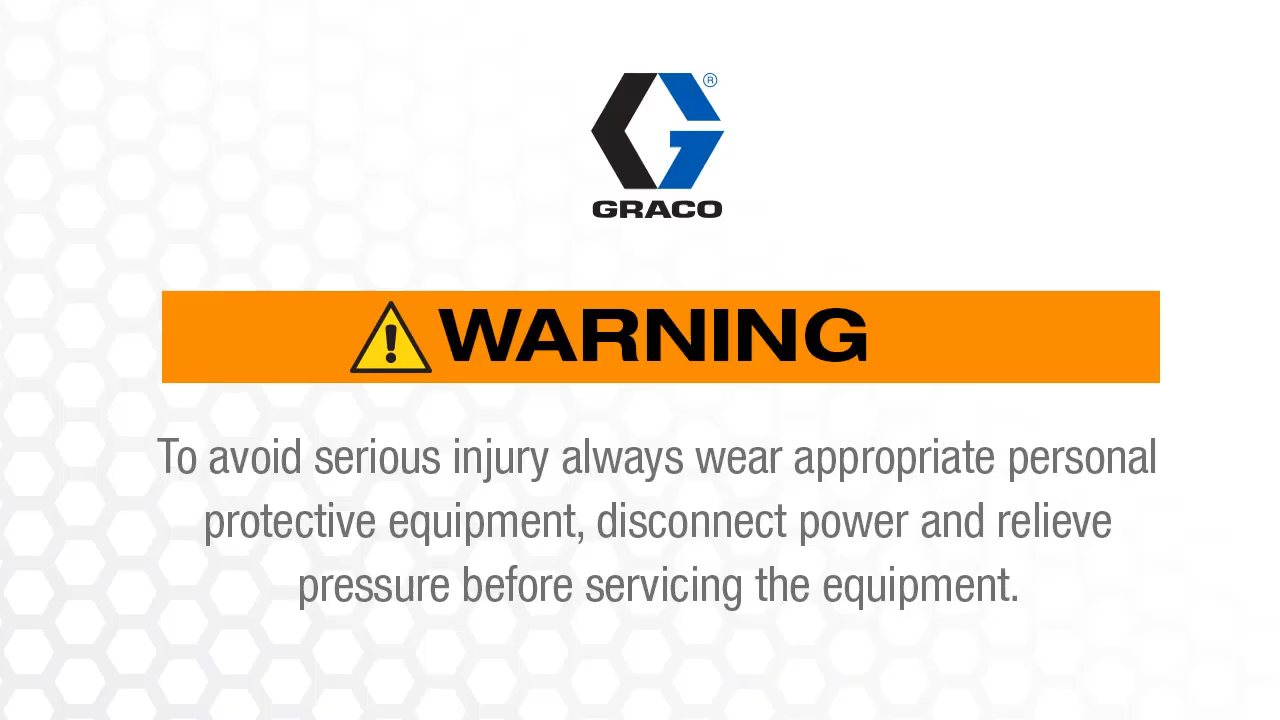 ®
GRACO
WARNING
To avoid serious injury always wear appropriate personal
protective equipment, disconnect power and relieve
pressure before servicing the equipment.